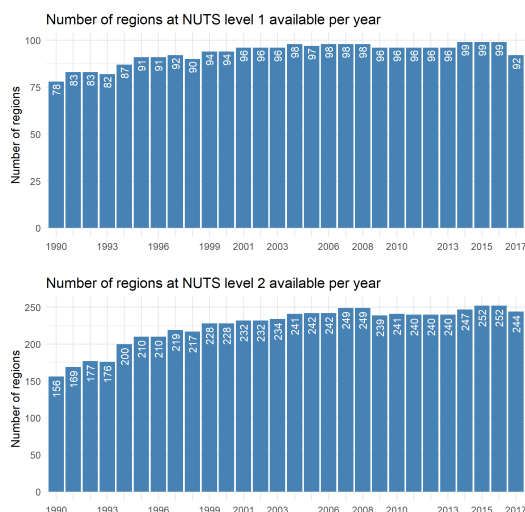 Number of regions at NUTS level 1 available per year
Number of regions
100
75
50
25
0
78 83 83 82 87 91 91 92 90 94 94 96 96 96 98 97 98 98 98 96 96 96 96 96 99 99 99 92
1990 1993 1996 1999 2001 2003 2006 2008 2010 2013 2015 2017
Number of regions at NUTS level 2 available per year
Number of regions
250
200
150
100
50
0
156 169 177 176 200 210 210 219 217 228 228 232 232 234 241 242 242 249 249 239 241 240 240 240 247 252 252 244
1990 1993 1996 1999 2001 2003 2006 2008 2010 2013 2015 2017